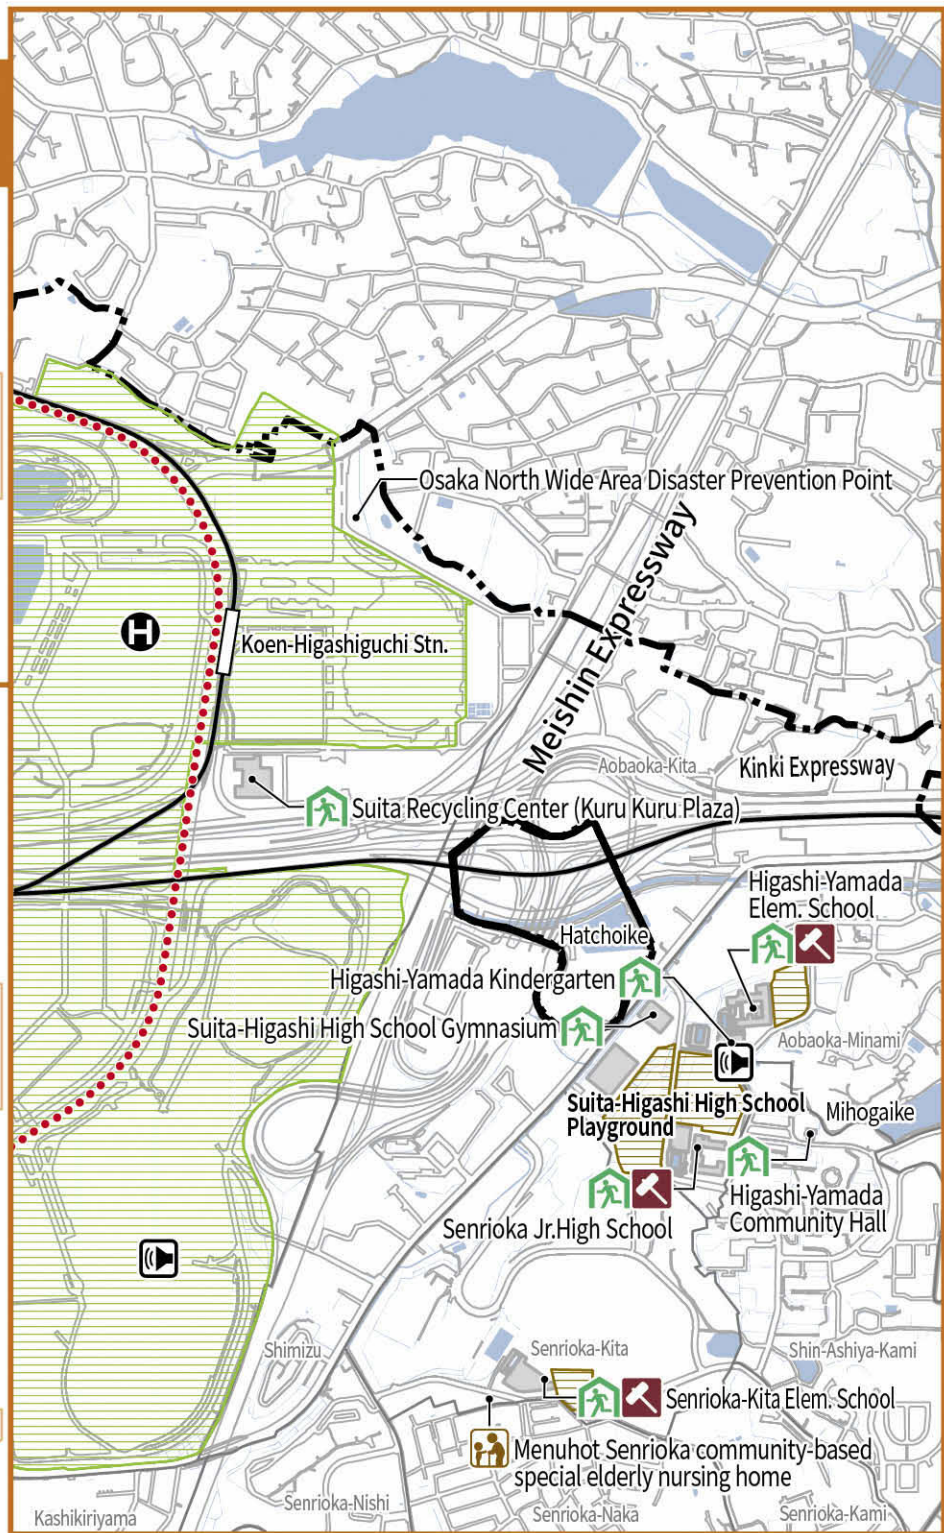 Osaka North Wide Area Disaster Prevention Point
Meishin Expressway
H
Koen-Higashiguchi Stn.
Aobaoka-Kita
Kinki Expressway
Suita Recycling Center (Kuru Kuru Plaza)
Higashi-Yamada
Elem. School
Hatchoike
Higashi-Yamada Kindergarten
Suita-Higashi High School Gymnasium
Aobaoka-Minami
Suita-Higashi High School
Playground
Mihogaike
Higashi-Yamada
Community Hall
Senrioka Jr.High School
Shimizu
Senrioka-Kita
Shin-Ashiya-Kami
Senrioka-Kita Elem. School
Menuhot Senrioka community-based
special elderly nursing home
Kashikiriyama
Senrioka-Nishi
Senrioka-Naka
Senrioka-Kami